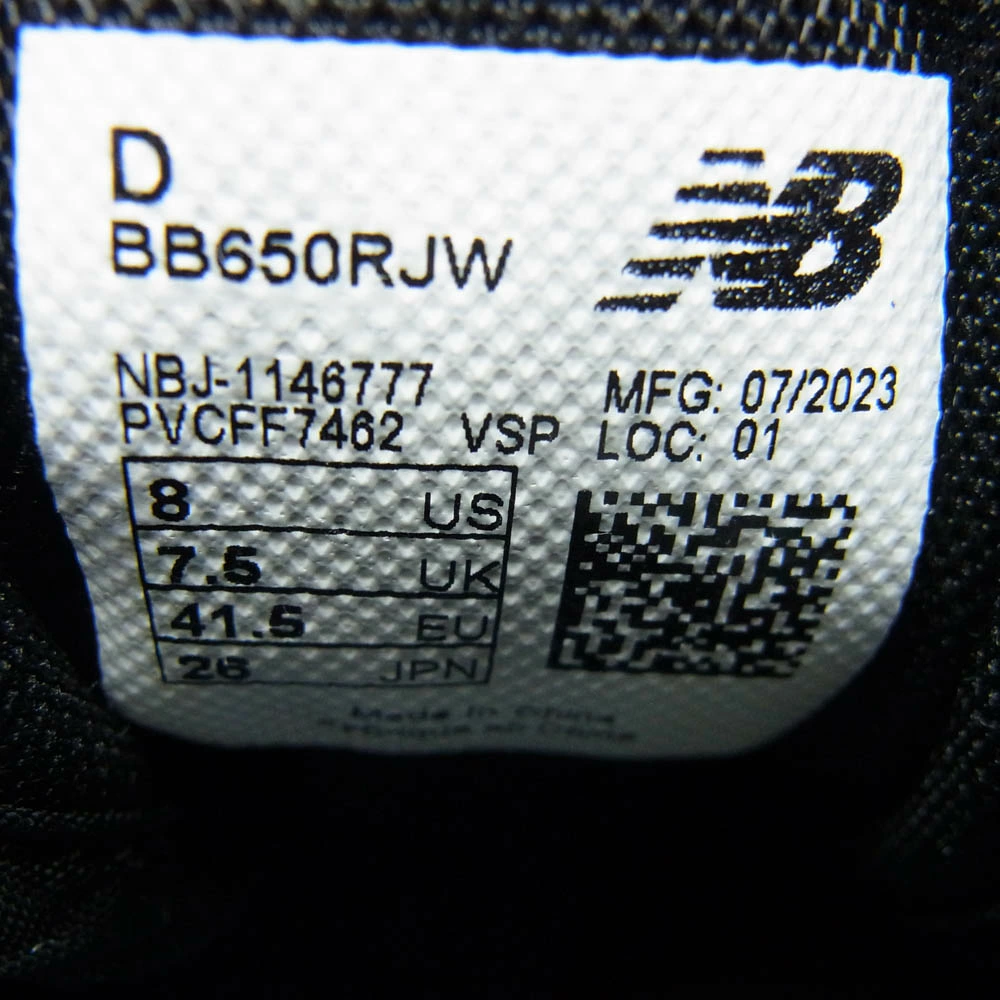 D
NB
BB650RJW
NBJ-1146777
PVCFF7462 VSP
MFG: 07/2023
LOC: 01
8 US
7.5 UK
41.5 EU
26 JPN
Made in China